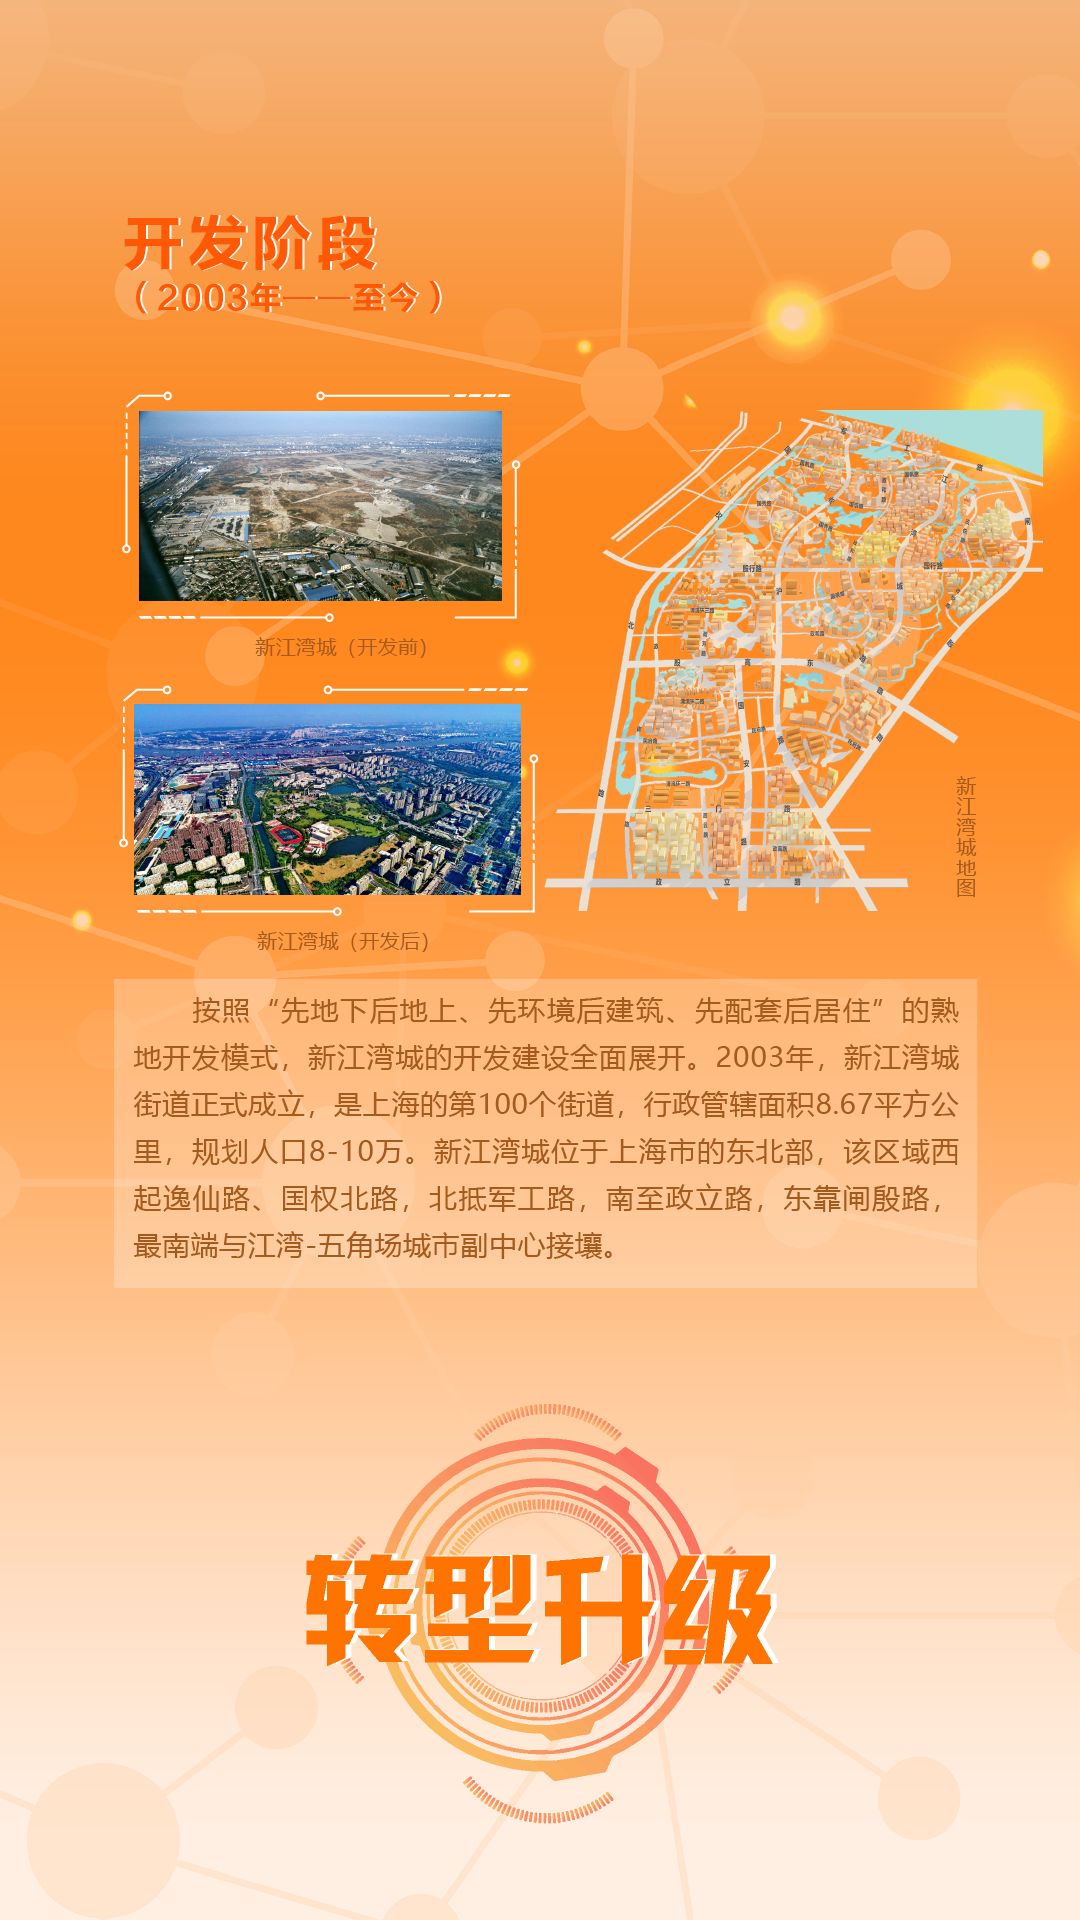 开发阶段
（2003年——至今）
新江湾城（开发前）
新江湾城（开发后）
新江湾城地图
按照“先地下后地上、先环境后建筑、先配套后居住”的熟
地开发模式，新江湾城的开发建设全面展开。2003年，新江湾城
街道正式成立，是上海的第100个街道，行政管辖面积8.67平方公
里，规划人口8-10万。新江湾城位于上海市的东北部，该区域西
起逸仙路、国权北路，北抵军工路，南至政立路，东靠闸殷路，
最南端与江湾-五角场城市副中心接壤。
转型升级